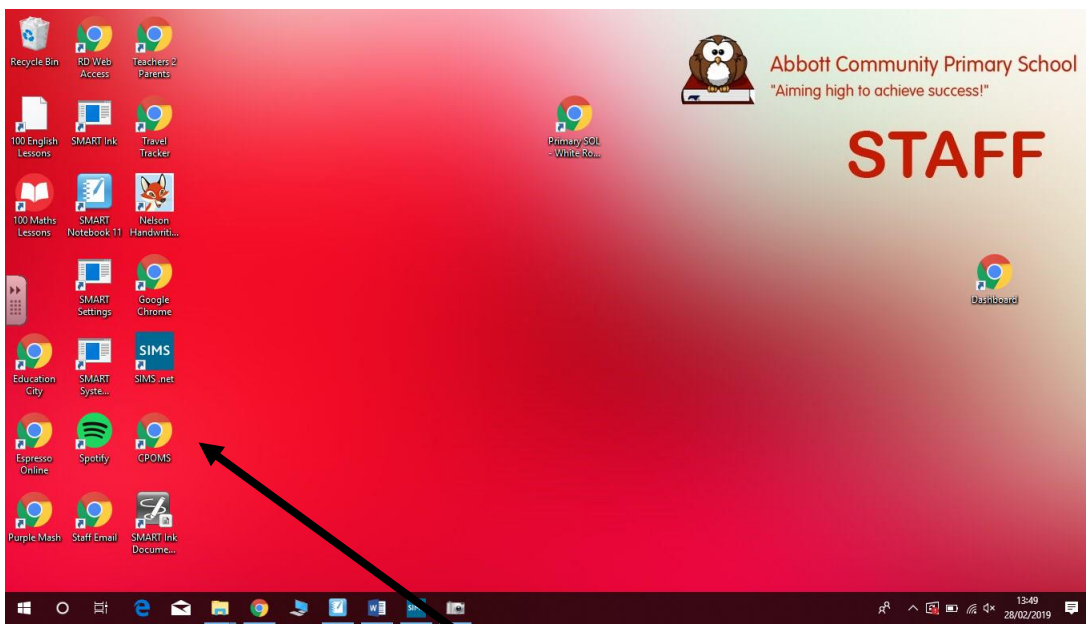 Recycle Bin
RD Web
Access
Teachers 2
Parents
100 English
Lessons
SMART Ink
Travel
Tracker
100 Maths
Lessons
SMART
Notebook 11
Nelson
Handwriti...
SMART
Settings
Google
Chrome
Education
City
SMART
Syste...
SIMS
SIMS .net
Espresso
Online
Spotify
CPOMS
Purple Mash
Staff Email
SMART Ink
Docume...
Primary SOL
- White Ro...
Abbott Community Primary School
"Aiming high to achieve success!"
STAFF
Dashboard
13:49
28/02/2019